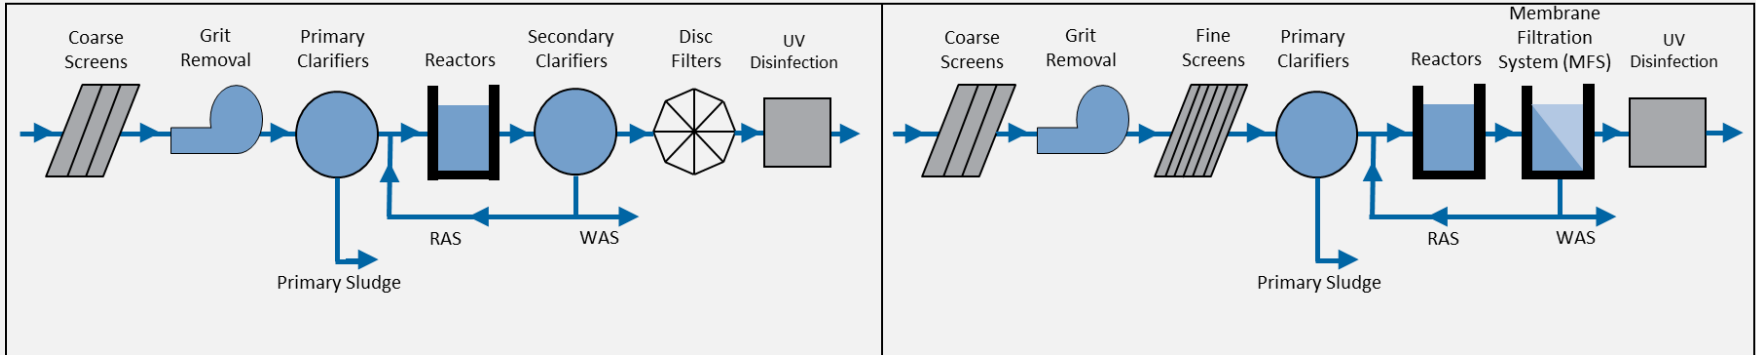 Coarse
Screens
Grit
Removal
Primary
Clarifiers
Reactors
Secondary
Clarifiers
Disc
Filters
UV
Disinfection
RAS
WAS
Primary Sludge
Coarse
Screens
Grit
Removal
Fine
Screens
Primary
Clarifiers
Reactors
Membrane
Filtration
System (MFS)
UV
Disinfection
RAS
WAS
Primary Sludge